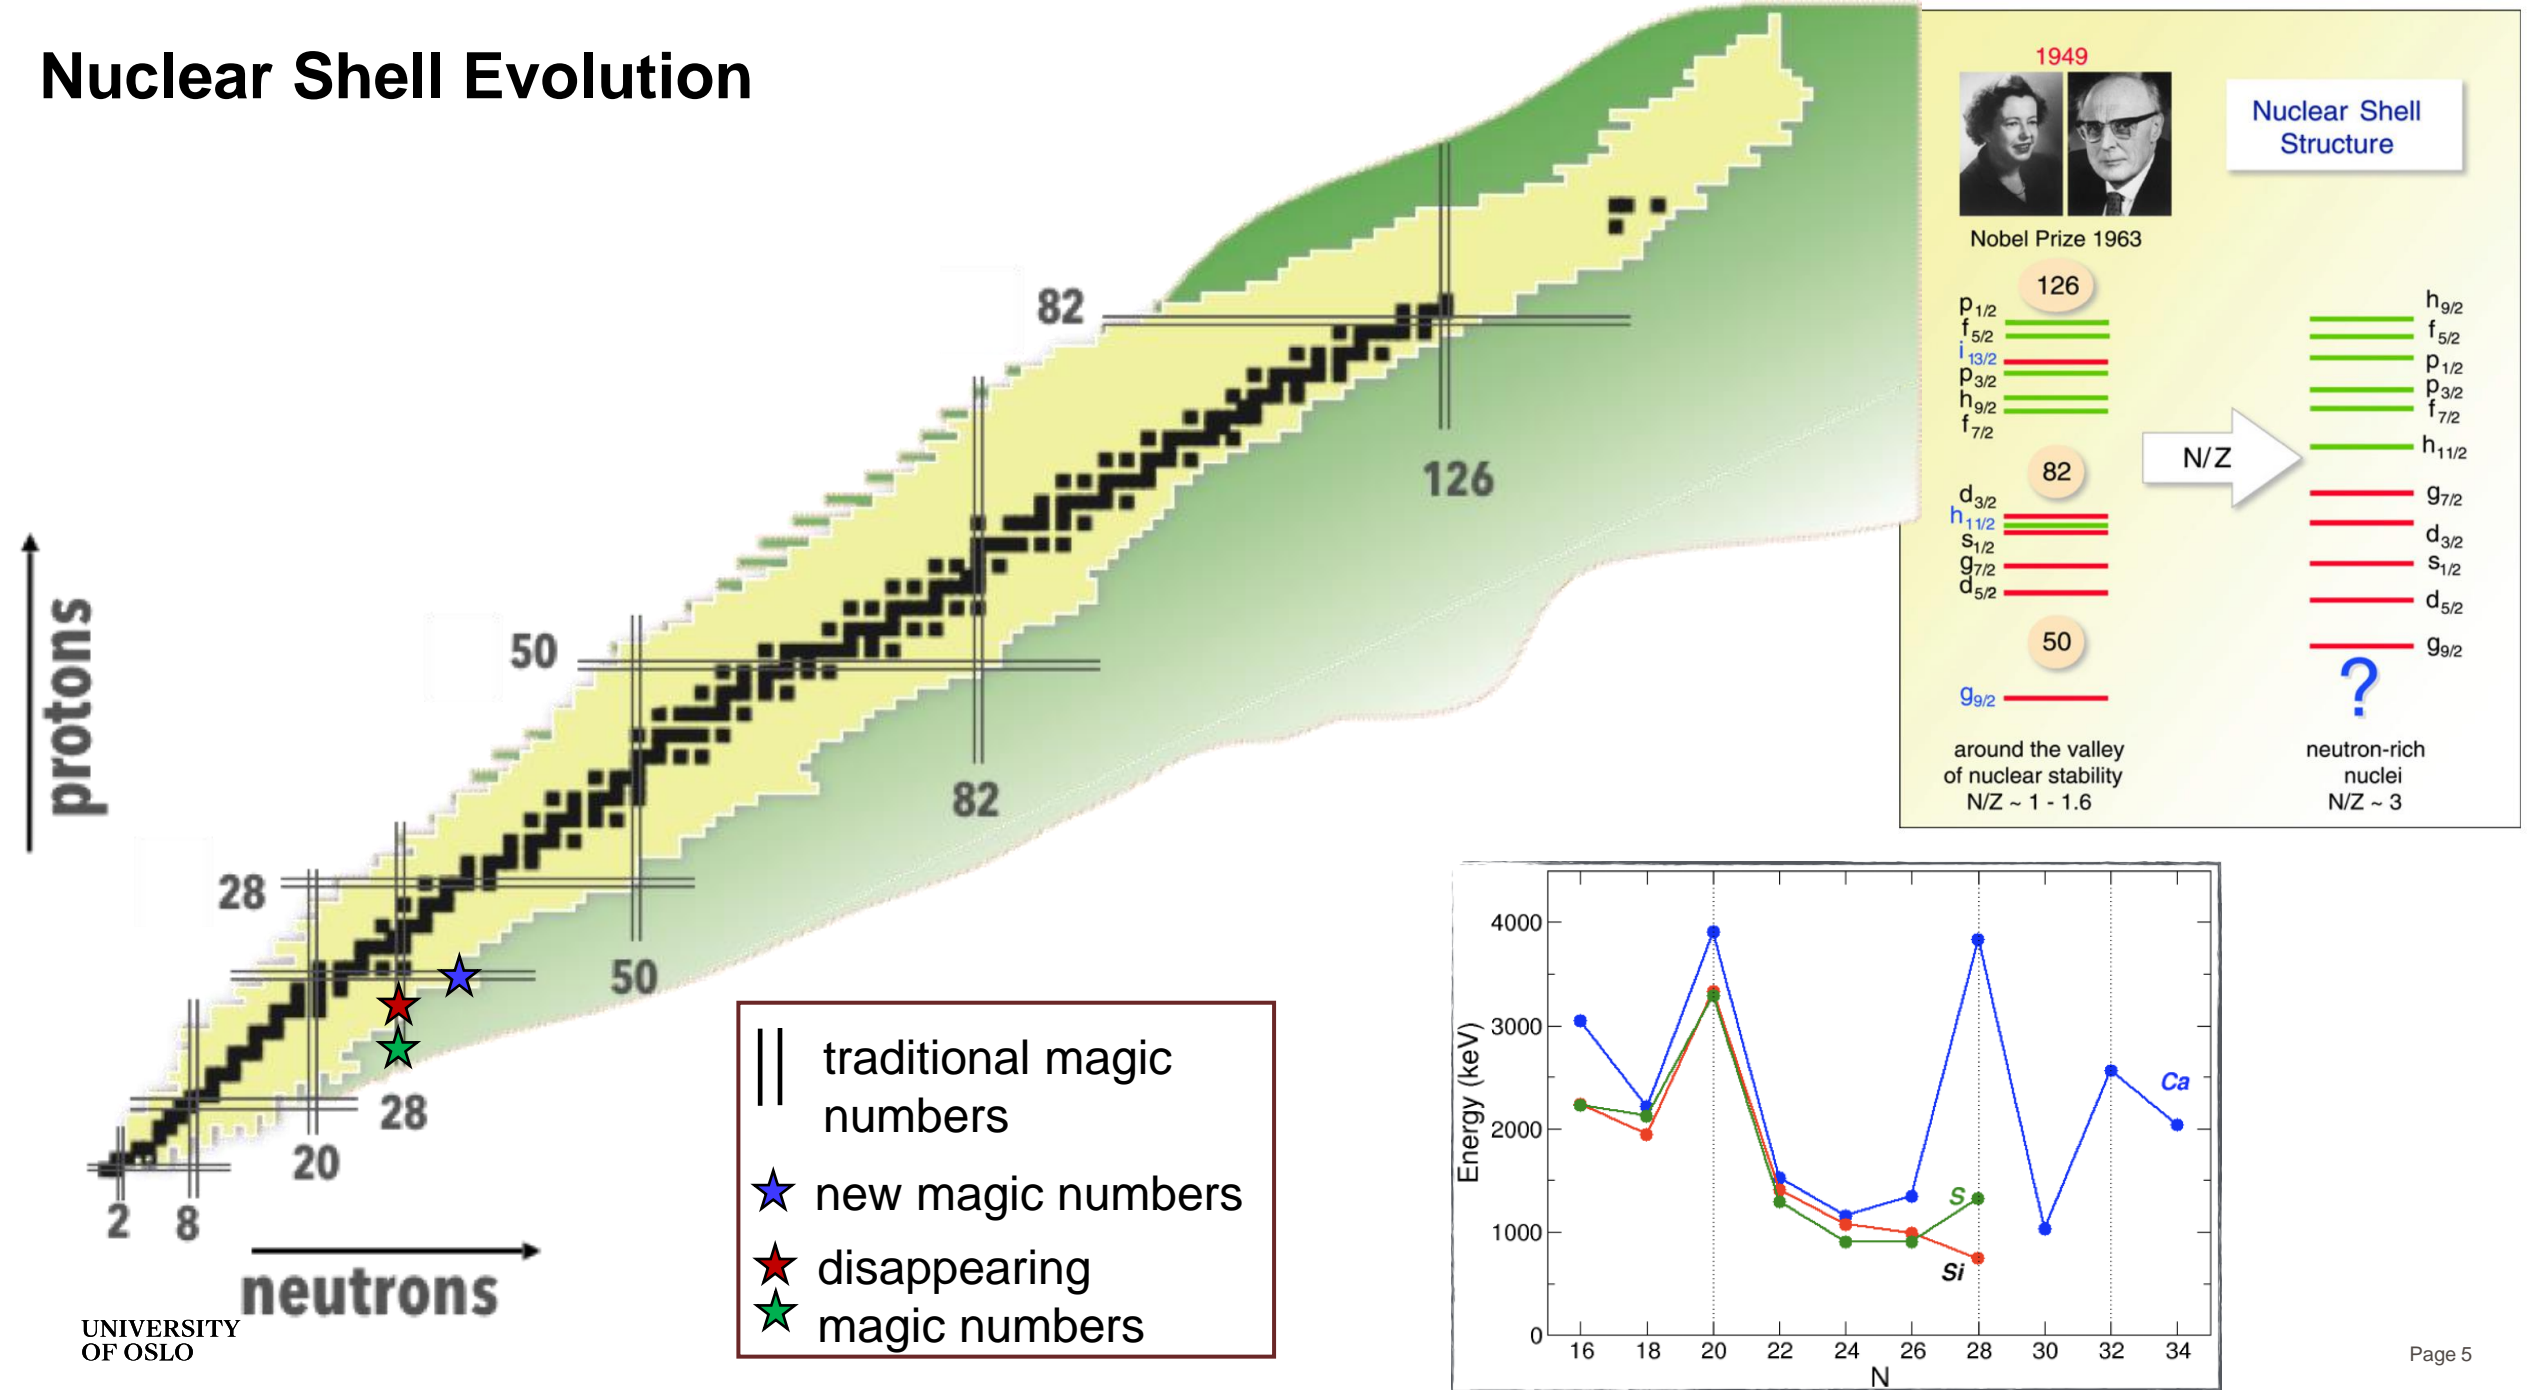 Nuclear Shell Evolution
protons
neutrons
82
50
28
126
82
50
28
20
8
2
traditional magic
numbers
new magic numbers
disappearing
magic numbers
1949
Nobel Prize 1963
Nuclear Shell
Structure
126
p1/2
f5/2
i13/2
p3/2
h9/2
f7/2
82
d3/2
h11/2
s1/2
g7/2
d5/2
50
g9/2
around the valley
of nuclear stability
N/Z ~ 1 - 1.6
N/Z
h9/2
f5/2
p1/2
p3/2
f7/2
h11/2
g7/2
d3/2
s1/2
d5/2
g9/2
?
neutron-rich
nuclei
N/Z ~ 3
Energy (keV)
4000
3000
2000
1000
0
16 18 20 22 24 26 28 30 32 34
N
Ca
S
Si
UNIVERSITY
OF OSLO
Page 5